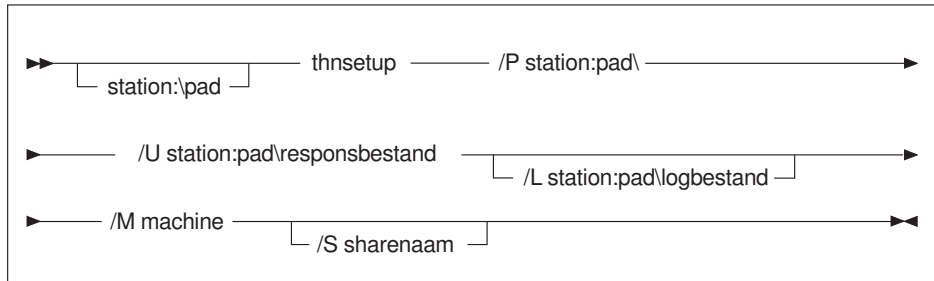 thnsetup /P station:pad\
station:\pad
/U station:pad\responsbestand
/L station:pad\logbestand
/M machine
/S sharenaam